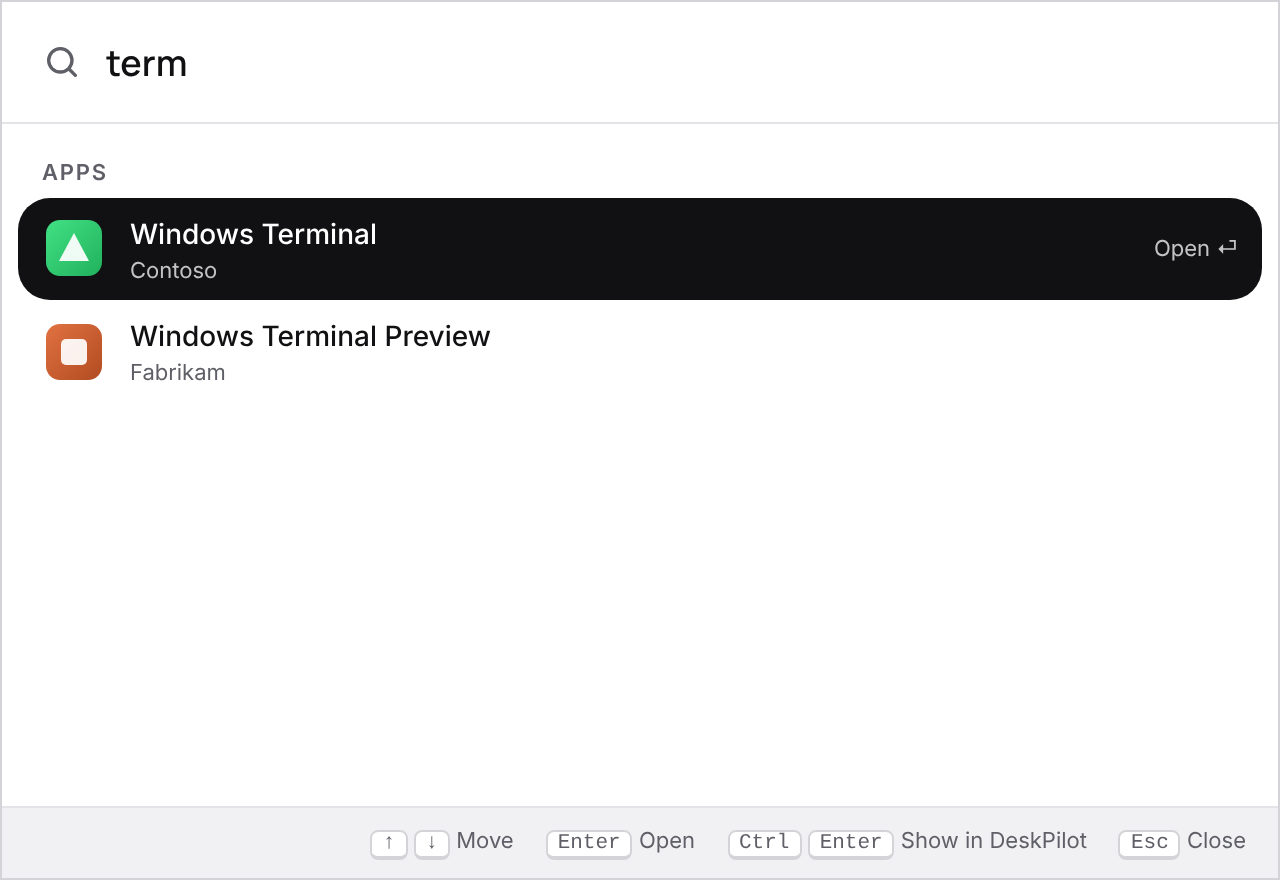 term
APPS
Windows Terminal
Contoso
Open ⏎
Windows Terminal Preview
Fabrikam
↑ ↓ Move Enter Open Ctrl Enter Show in DeskPilot Esc Close